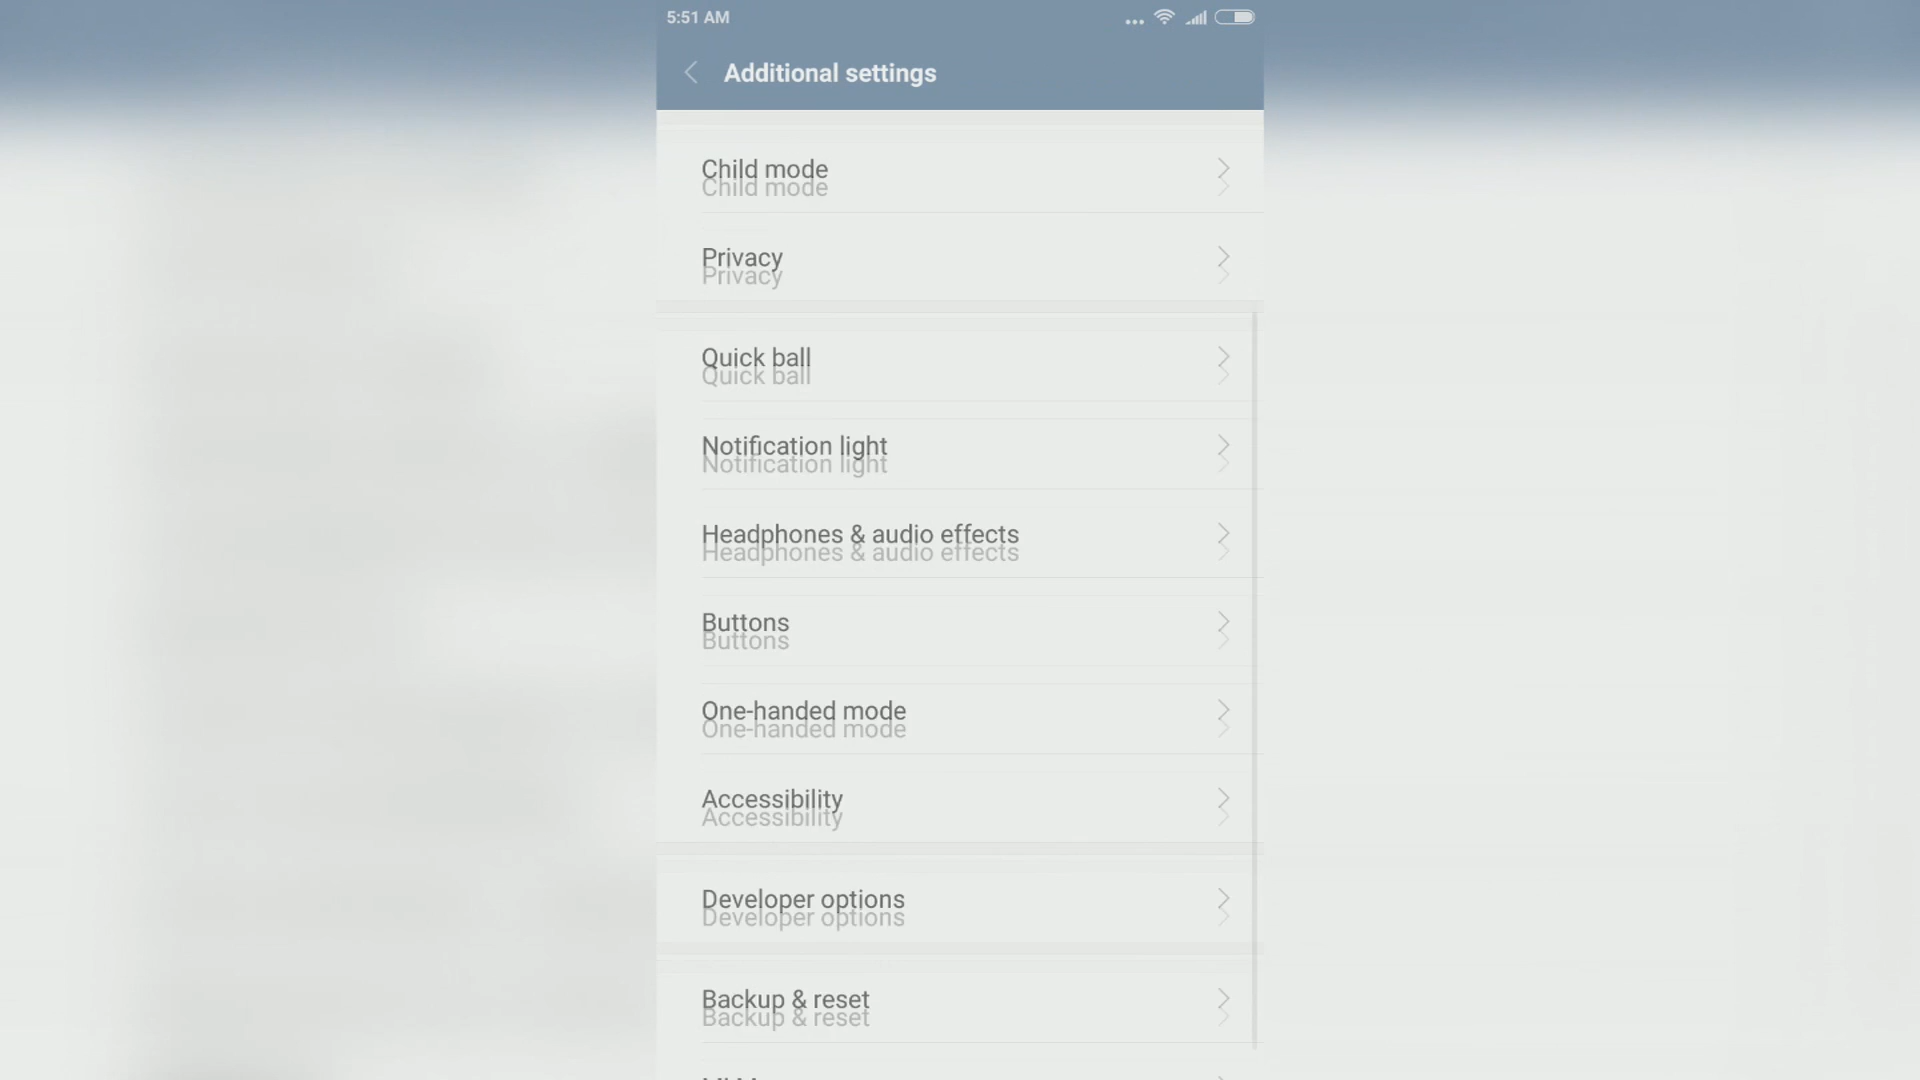 5:51 AM
Additional settings
Child mode
Child mode
Privacy
Privacy
Quick ball
Quick ball
Notification light
Notification light
Headphones & audio effects
Headphones & audio effects
Buttons
Buttons
One-handed mode
One-handed mode
Accessibility
Accessibility
Developer options
Developer options
Backup & reset
Backup & reset